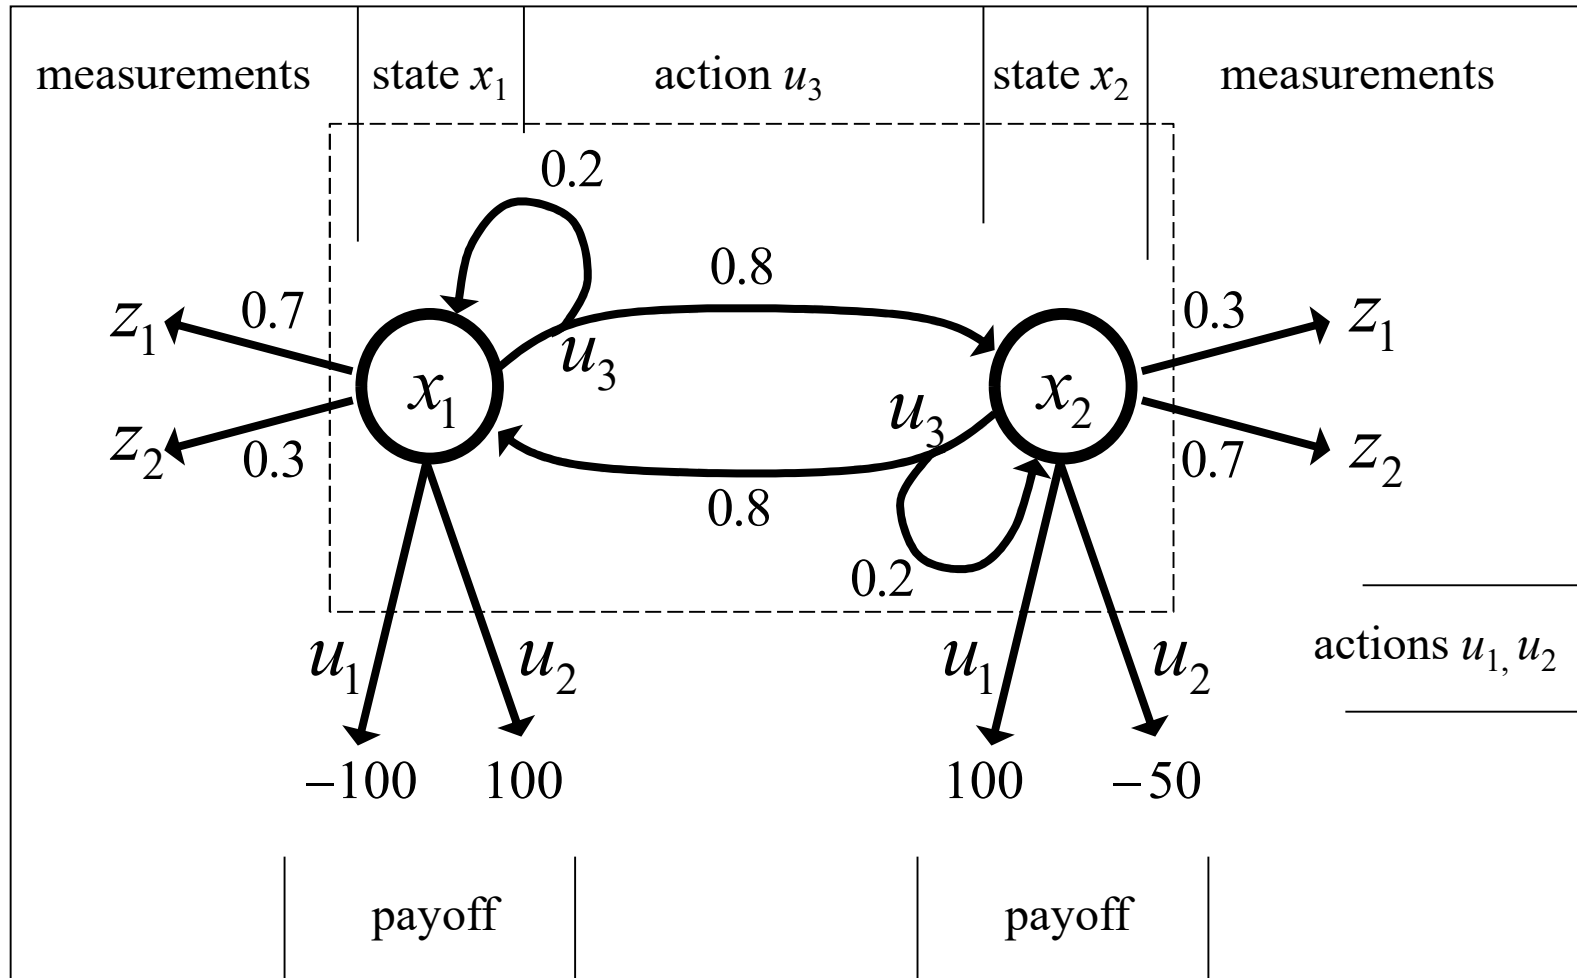 measurements state x₁ action u₃ state x₂ measurements
0.2
0.8
z₁ 0.7 0.3 z₁
u₃
x₁ x₂
u₃
z₂ 0.3 0.7 z₂
0.8
0.2
u₁ u₂ u₁ u₂ actions u₁, u₂
−100 100 100 −50
payoff payoff